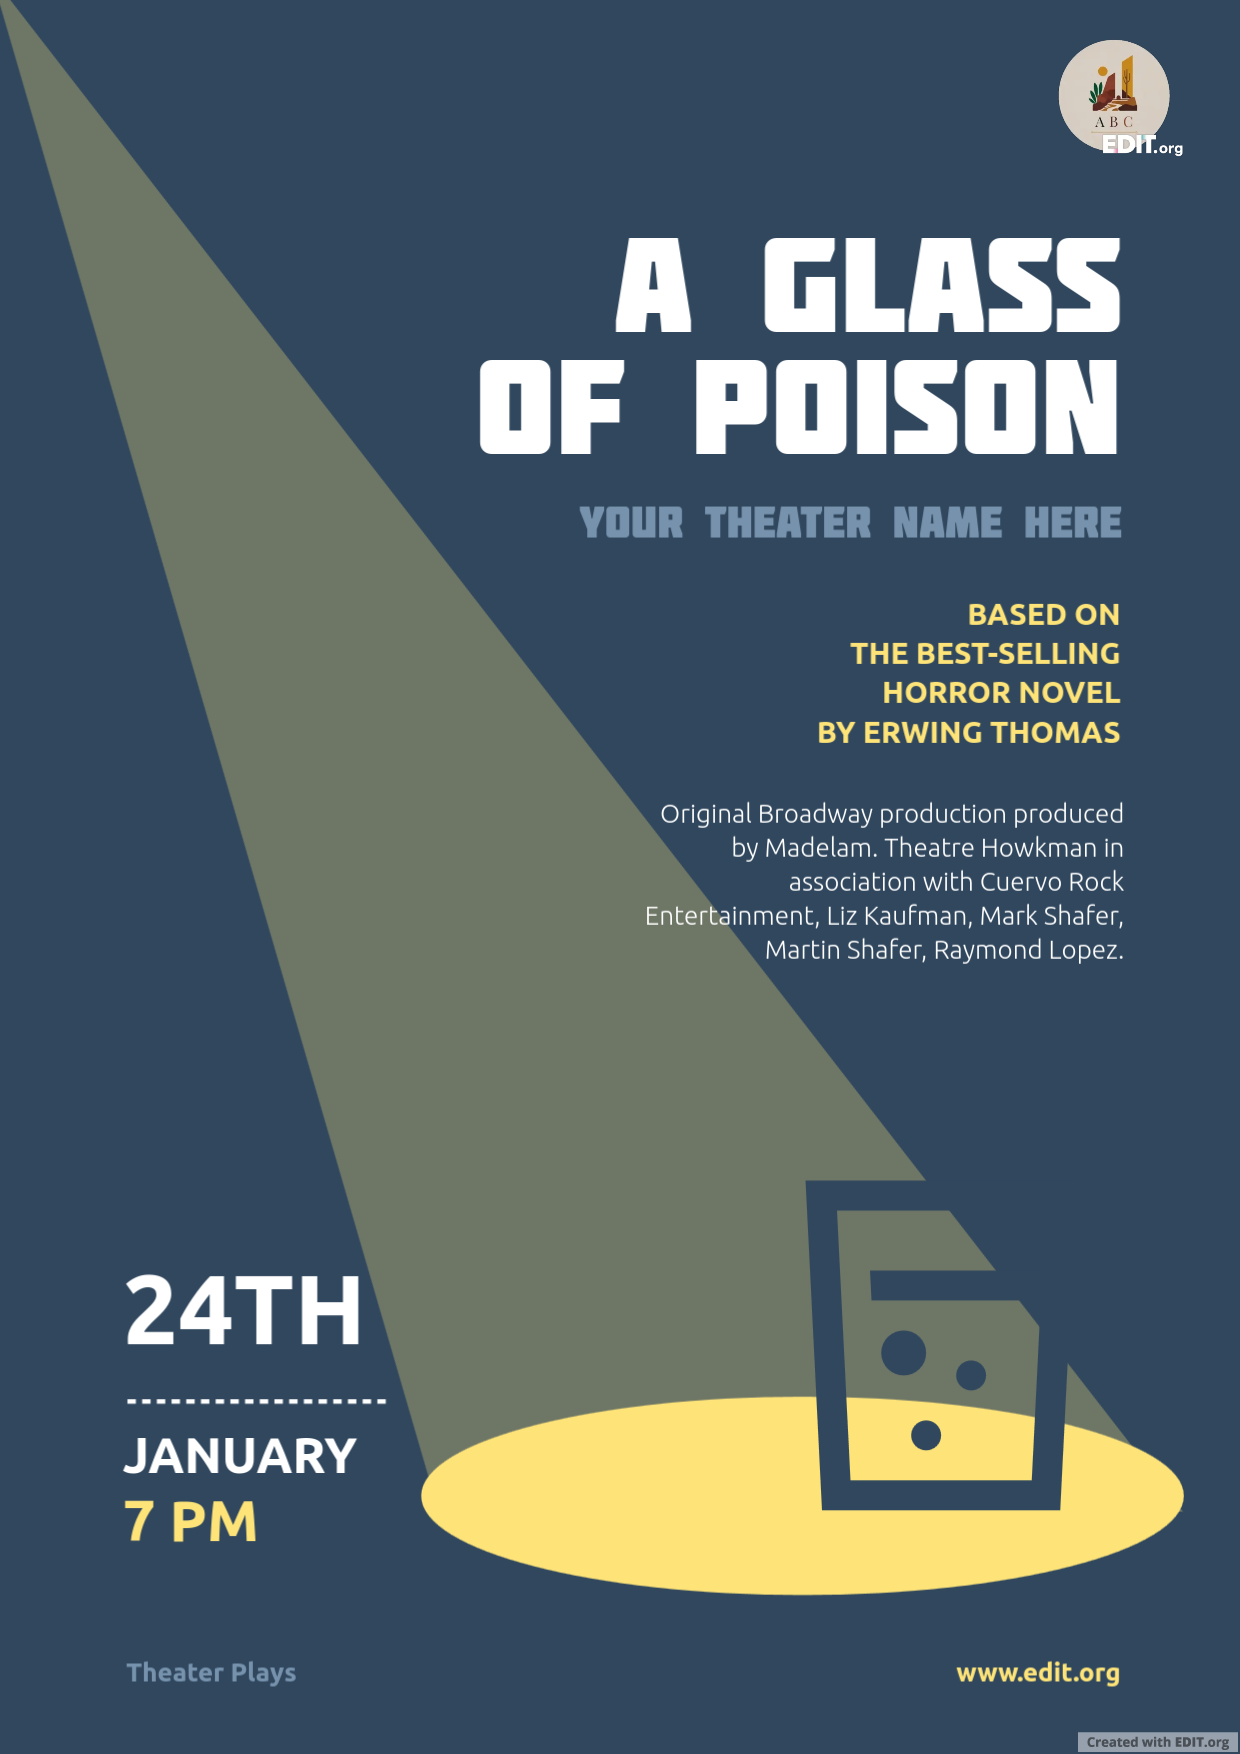 ABC
EDIT.org
A GLASS
OF POISON
YOUR THEATER NAME HERE
BASED ON
THE BEST-SELLING
HORROR NOVEL
BY ERWING THOMAS
Original Broadway production produced
by Madelam. Theatre Howkman in
association with Cuervo Rock
Entertainment, Liz Kaufman, Mark Shafer,
Martin Shafer, Raymond Lopez.
24TH
------------------
JANUARY
7 PM
Theater Plays
www.edit.org
Created with EDIT.org